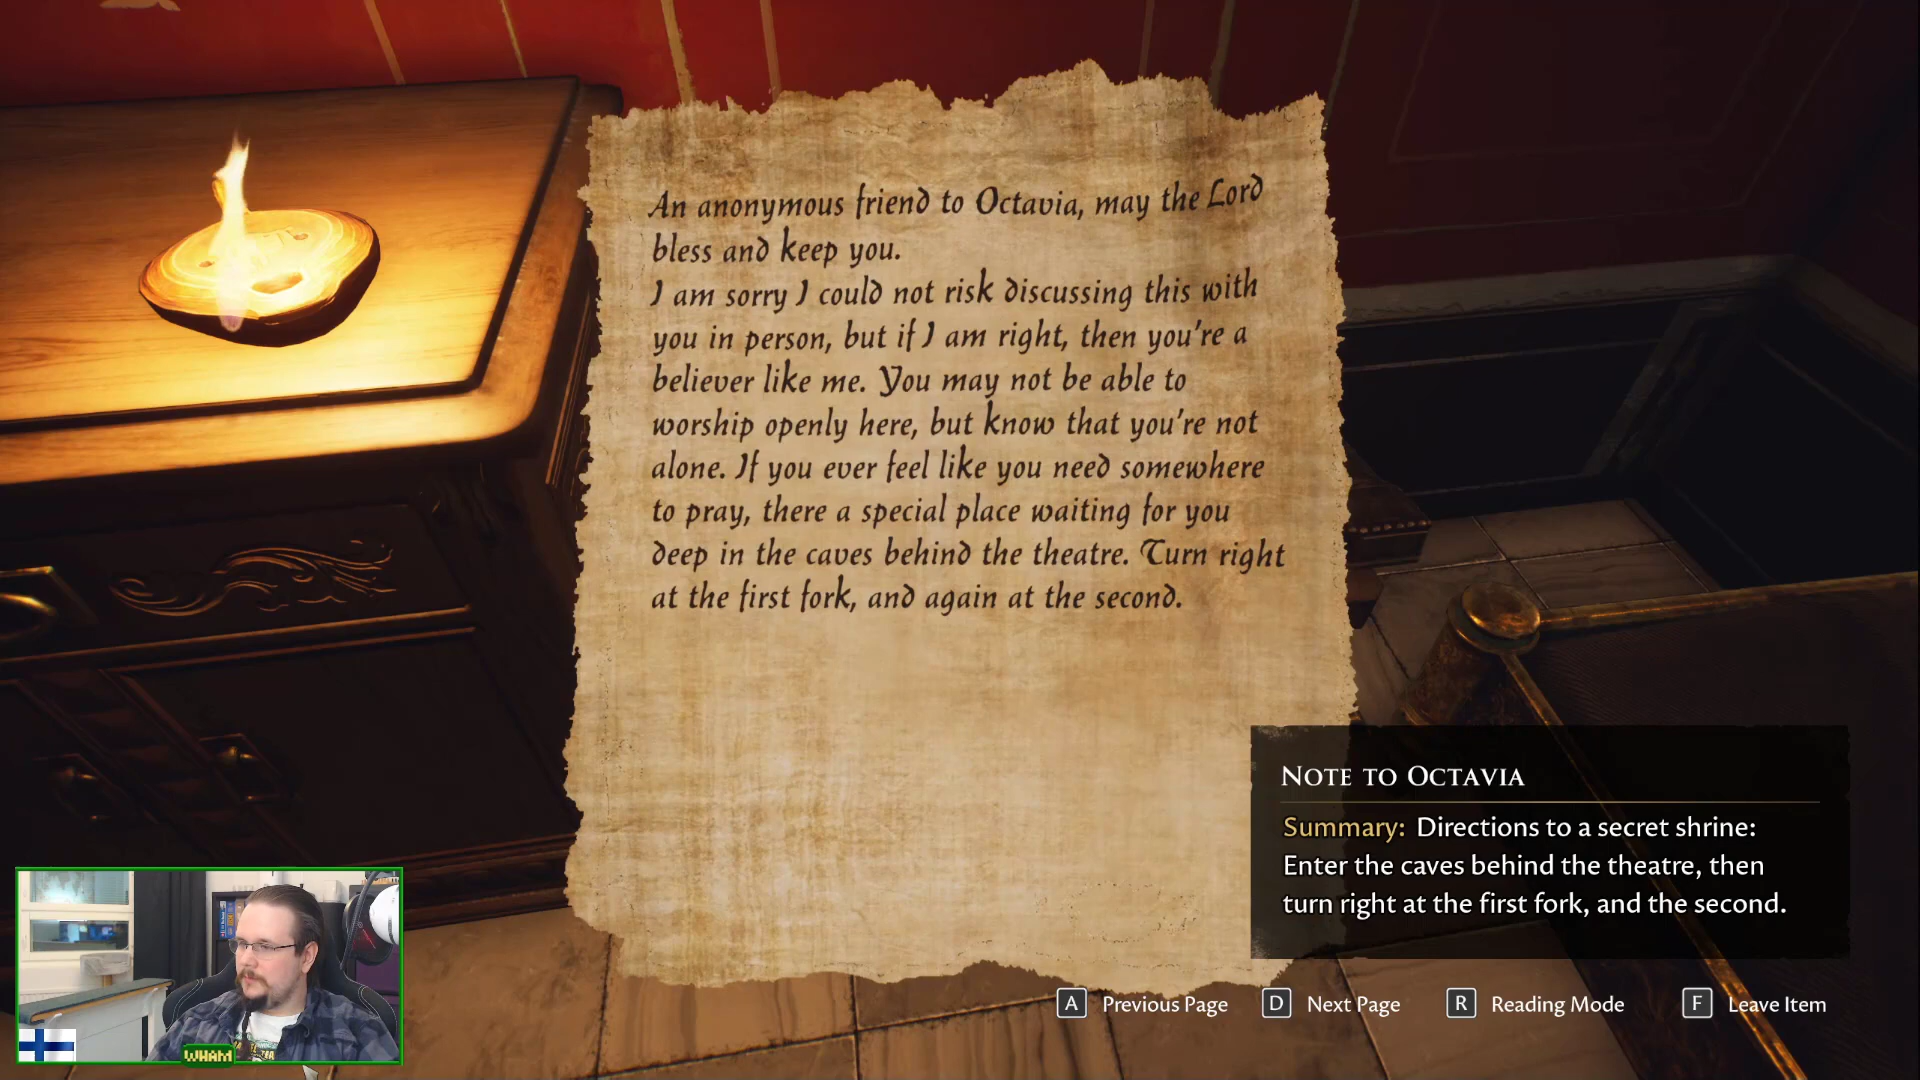 An anonymous friend to Octavia, may the Lord
bless and keep you.
I am sorry I could not risk discussing this with
you in person, but if I am right, then you're a
believer like me. You may not be able to
worship openly here, but know that you're not
alone. If you ever feel like you need somewhere
to pray, there a special place waiting for you
deep in the caves behind the theatre. Turn right
at the first fork, and again at the second.
NOTE TO OCTAVIA
Summary: Directions to a secret shrine:
Enter the caves behind the theatre, then
turn right at the first fork, and the second.
A Previous Page D Next Page R Reading Mode F Leave Item
WHAM